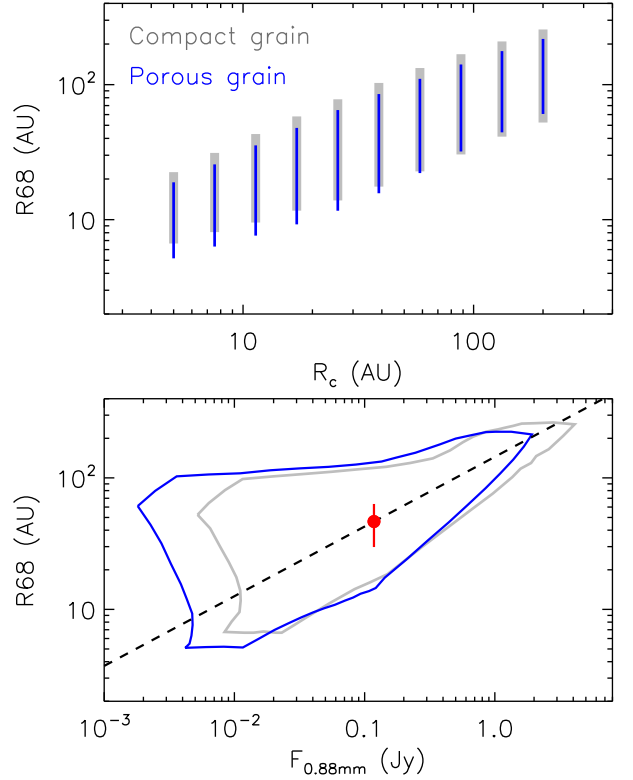 Compact grain
Porous grain
10²
10
R68 (AU)
10 100
R_c (AU)
10²
10
R68 (AU)
10⁻³ 10⁻² 0.1 1.0
F_0.88mm (Jy)